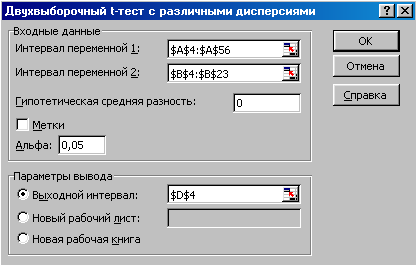 Двухвыборочный t-тест с различными дисперсиями
Входные данные
Интервал переменной 1: $A$4:$A$56
Интервал переменной 2: $B$4:$B$23
Гипотетическая средняя разность: 0
Метки
Альфа: 0,05
OK
Отмена
Справка
Параметры вывода
Выходной интервал: $D$4
Новый рабочий лист:
Новая рабочая книга